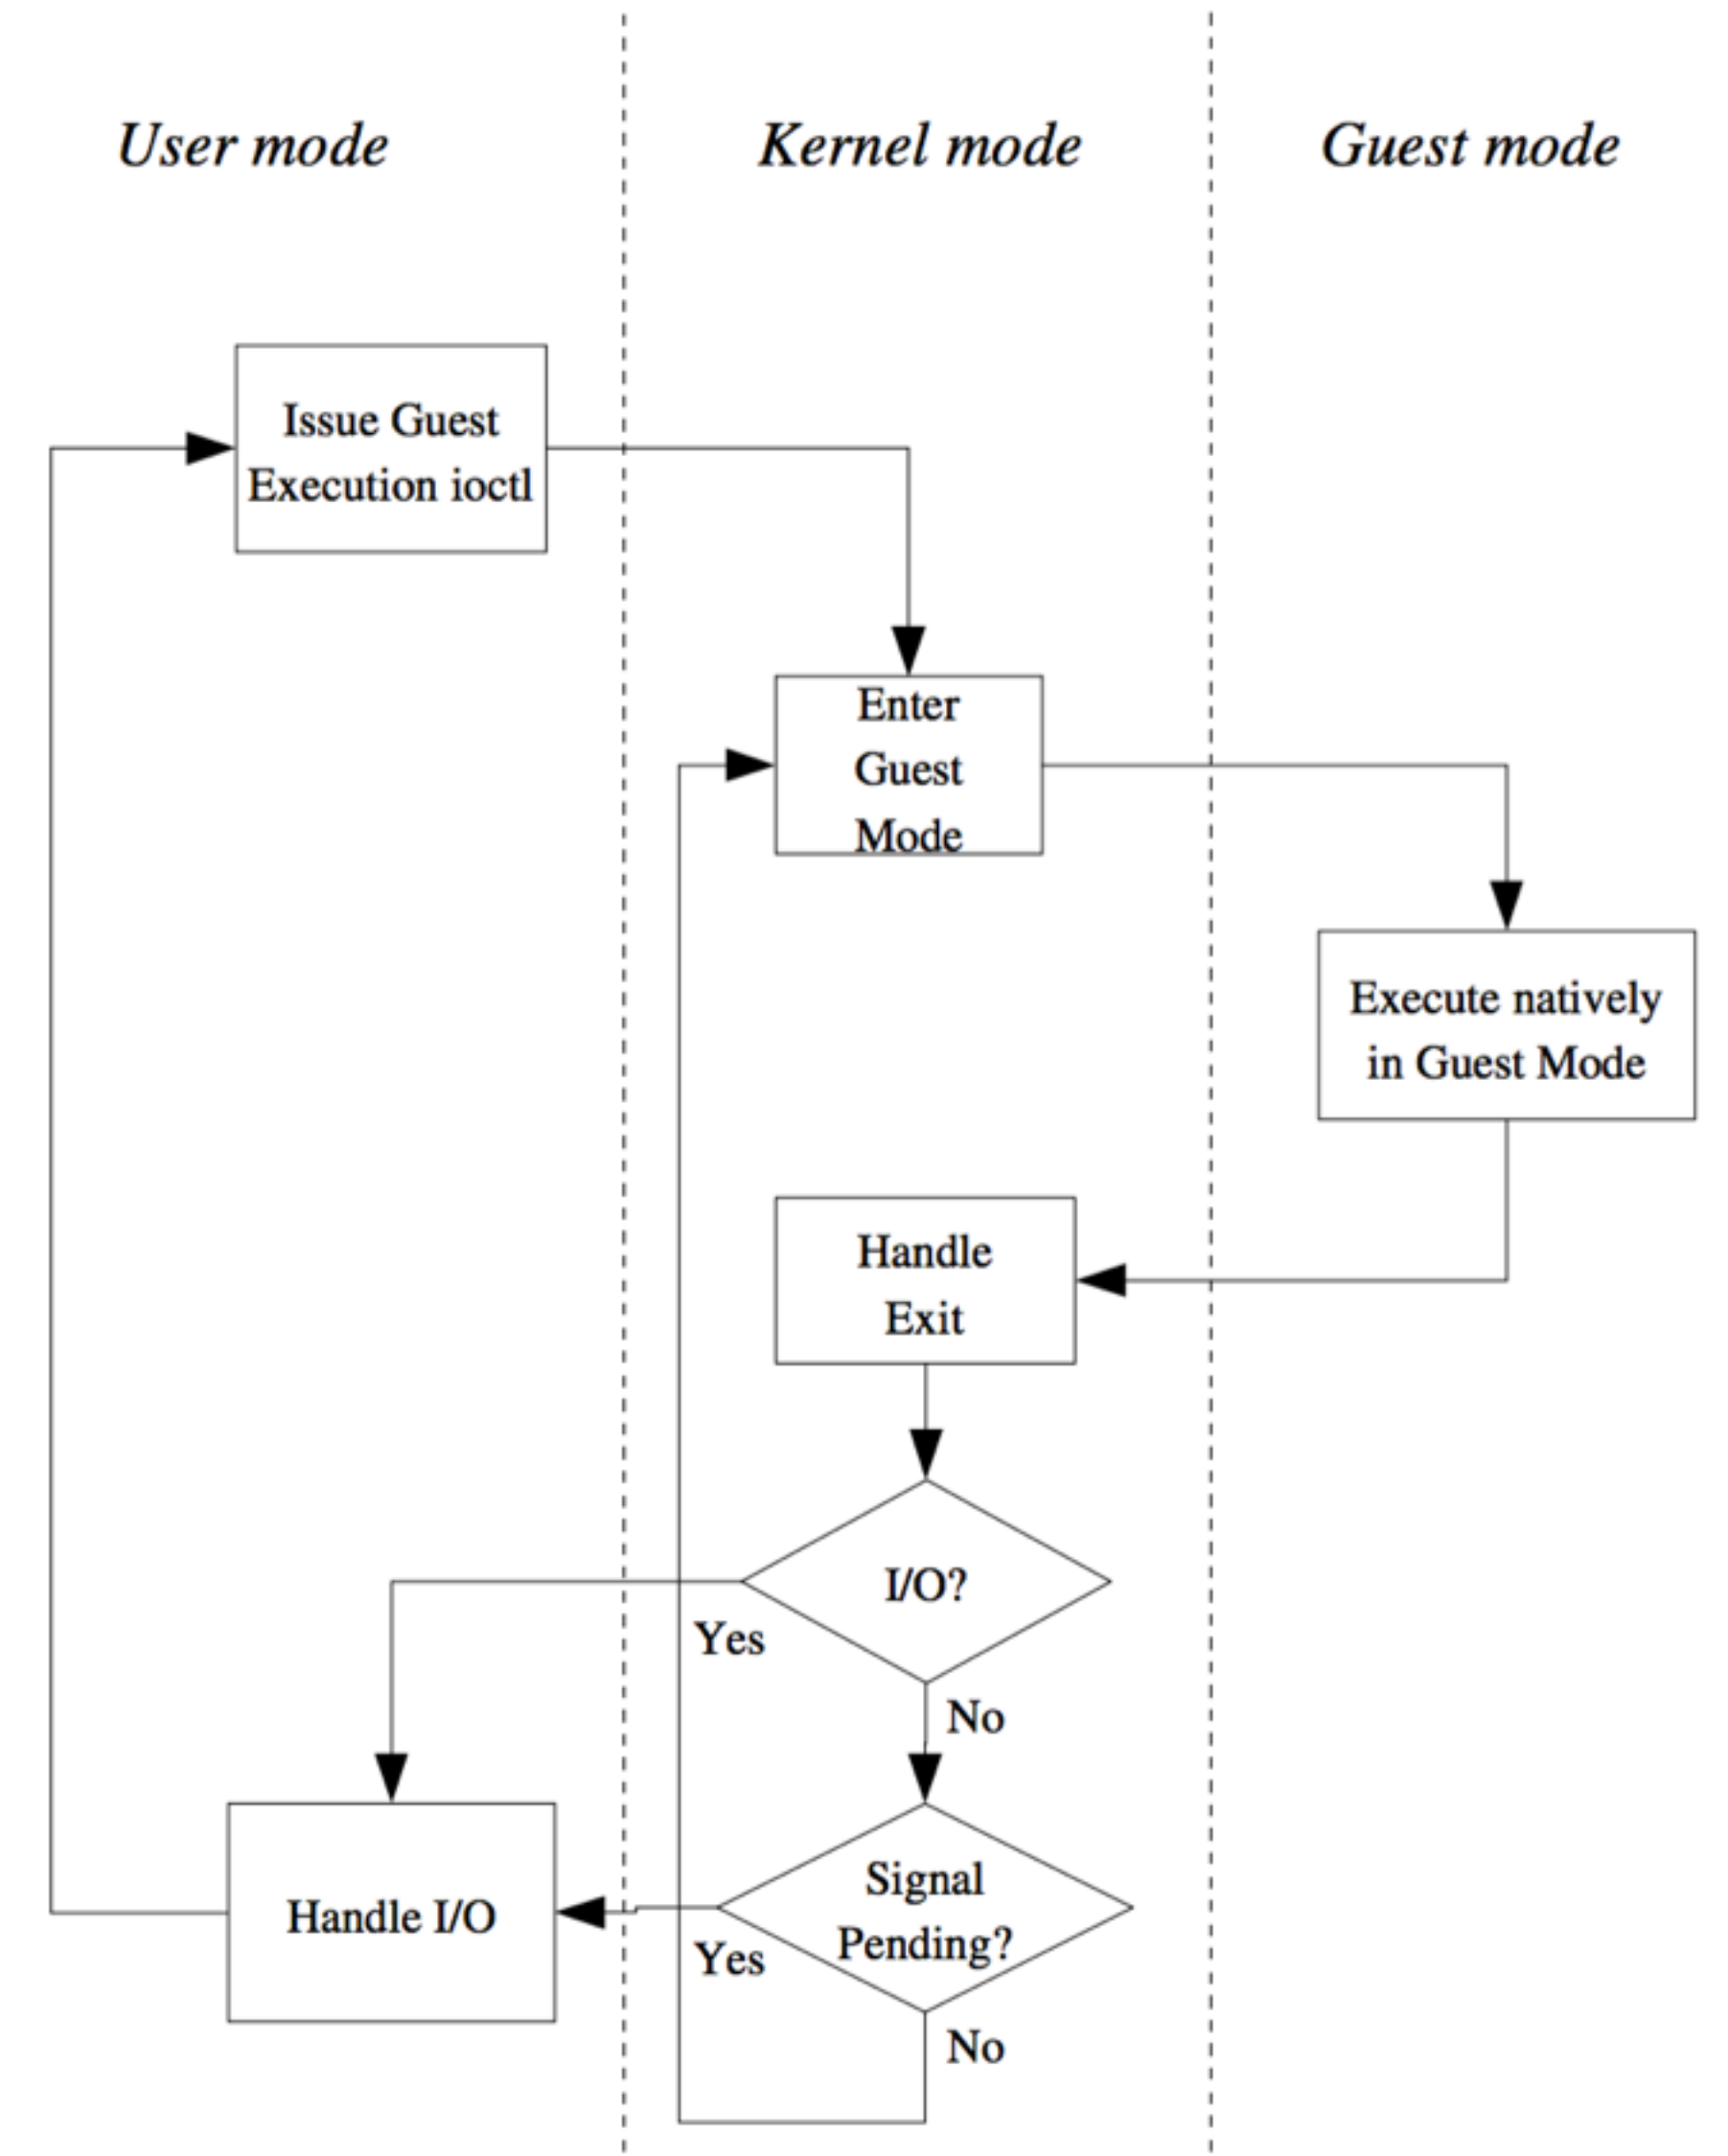 User mode
Kernel mode
Guest mode
Issue Guest
Execution ioctl
Enter
Guest
Mode
Execute natively
in Guest Mode
Handle
Exit
I/O?
Yes
No
Signal
Pending?
Handle I/O
Yes
No